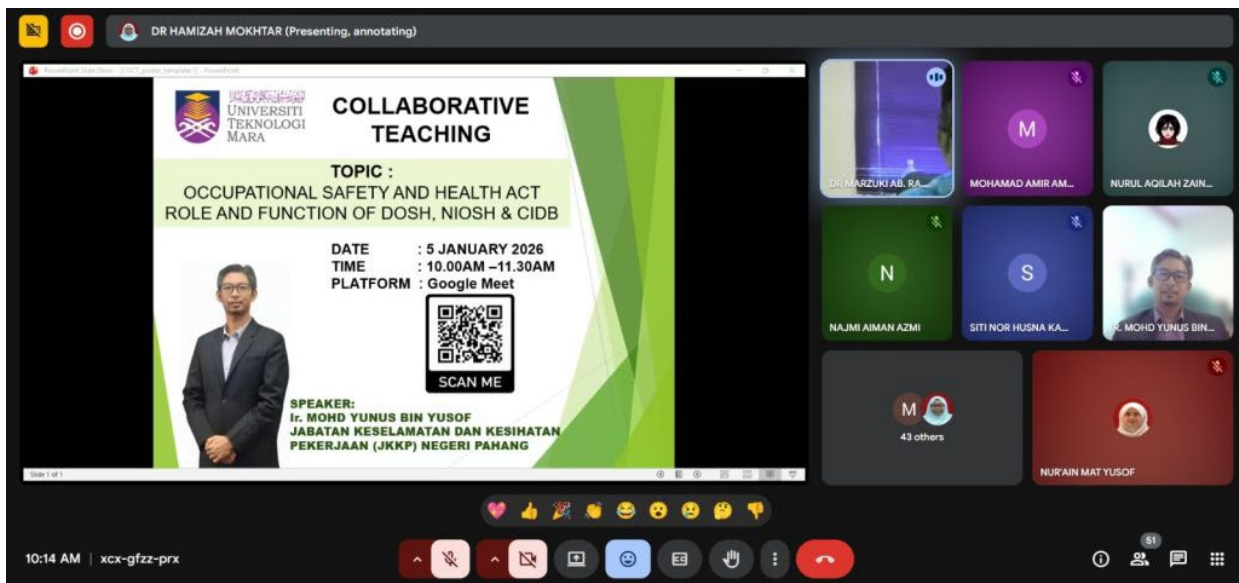 DR HAMIZAH MOKHTAR (Presenting, annotating)
UNIVERSITI
TEKNOLOGI
MARA
COLLABORATIVE
TEACHING
TOPIC :
OCCUPATIONAL SAFETY AND HEALTH ACT
ROLE AND FUNCTION OF DOSH, NIOSH & CIDB
DATE : 5 JANUARY 2026
TIME : 10.00AM –11.30AM
PLATFORM : Google Meet
SCAN ME
SPEAKER:
Ir. MOHD YUNUS BIN YUSOF
JABATAN KESELAMATAN DAN KESIHATAN
PEKERJAAN (JKKP) NEGERI PAHANG
Slide 1 of 1
DR MARZUKI AB. RA...
M
MOHAMAD AMIR AM...
NURUL AQILAH ZAIN...
N
NAJMI AIMAN AZMI
S
SITI NOR HUSNA KA...
R. MOHD YUNUS BIN...
M
43 others
NUR'AIN MAT YUSOF
10:14 AM | xcx-gfzz-prx
51